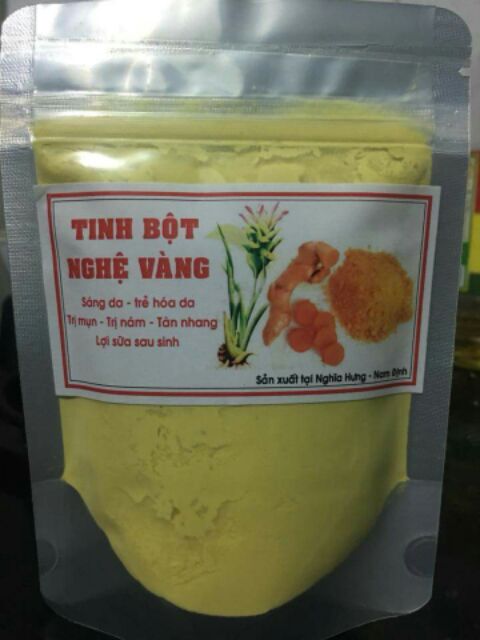 TINH BỘT
NGHỆ VÀNG
Sáng da - trẻ hóa da
Trị mụn - Trị nám - Tàn nhang
Lợi sữa sau sinh
Sản xuất tại Nghĩa Hưng - Nam Định